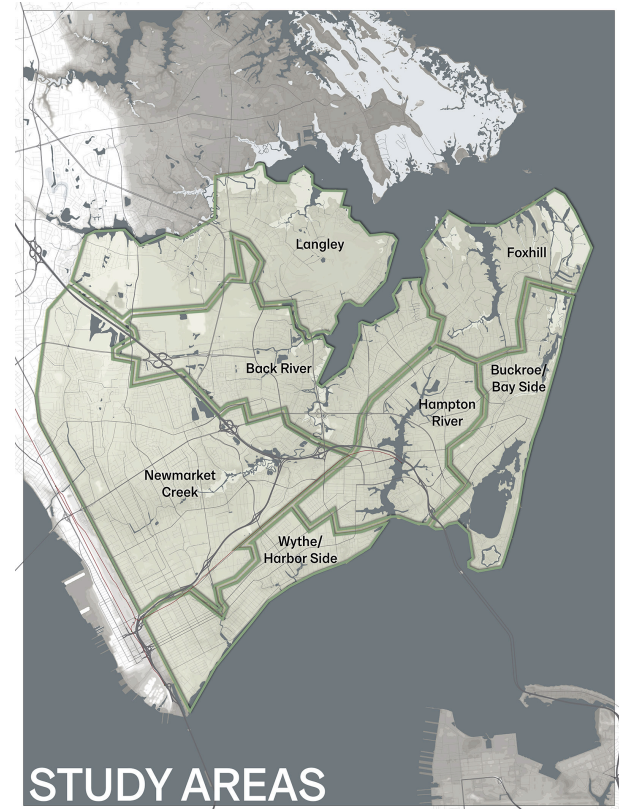 Langley
Foxhill
Back River
Buckroe/
Bay Side
Hampton
River
Newmarket
Creek
Wythe/
Harbor Side
STUDY AREAS